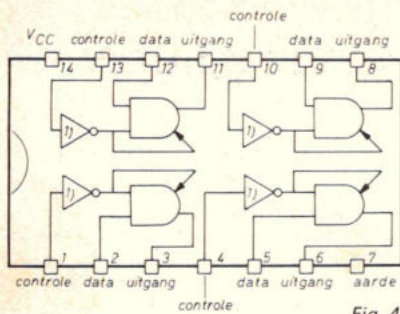 controle
V CC controle data uitgang data uitgang
14 13 12 11 10 9 8
1) 1)
1) 1)
1 2 3 4 5 6 7
controle data uitgang data uitgang aarde
controle
Fig. 4